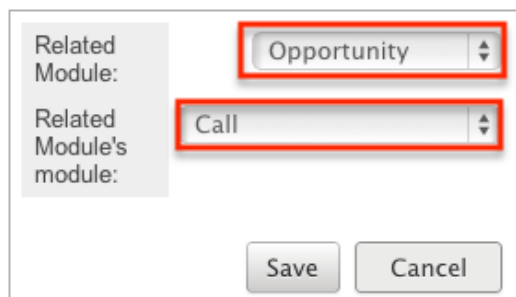 Related
Module:
Opportunity
Related
Module's
module:
Call
Save
Cancel